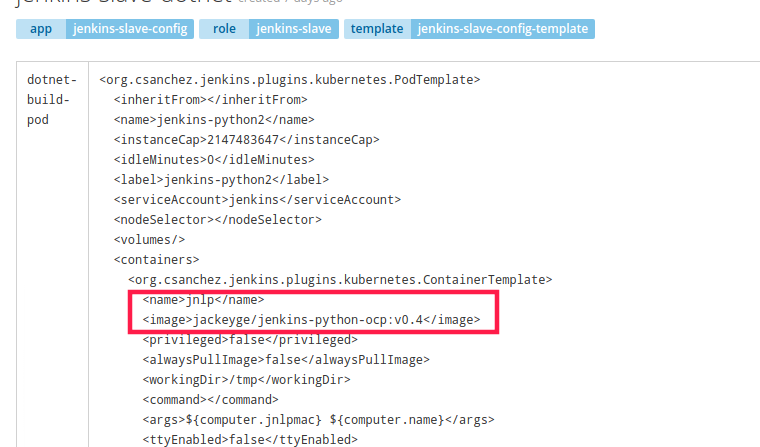 jenkins-slave-dotnet created 7 days ago
app jenkins-slave-config role jenkins-slave template jenkins-slave-config-template
dotnet-build-pod
<org.csanchez.jenkins.plugins.kubernetes.PodTemplate>
<inheritFrom></inheritFrom>
<name>jenkins-python2</name>
<instanceCap>2147483647</instanceCap>
<idleMinutes>0</idleMinutes>
<label>jenkins-python2</label>
<serviceAccount>jenkins</serviceAccount>
<nodeSelector></nodeSelector>
<volumes/>
<containers>
<org.csanchez.jenkins.plugins.kubernetes.ContainerTemplate>
<name>jnlp</name>
<image>jackeyge/jenkins-python-ocp:v0.4</image>
<privileged>false</privileged>
<alwaysPullImage>false</alwaysPullImage>
<workingDir>/tmp</workingDir>
<command></command>
<args>${computer.jnlpmac} ${computer.name}</args>
<ttyEnabled>false</ttyEnabled>